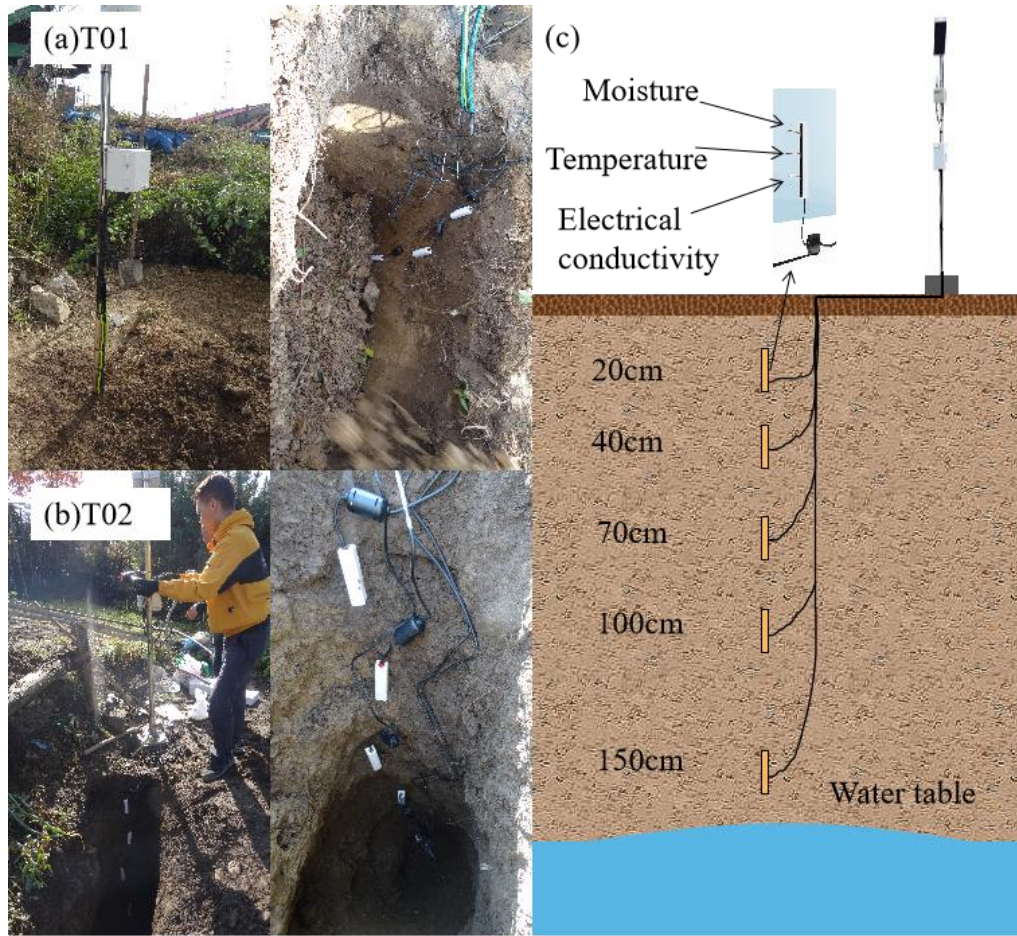 (a)T01
(b)T02
(c)
Moisture
Temperature
Electrical
conductivity
20cm
40cm
70cm
100cm
150cm
Water table